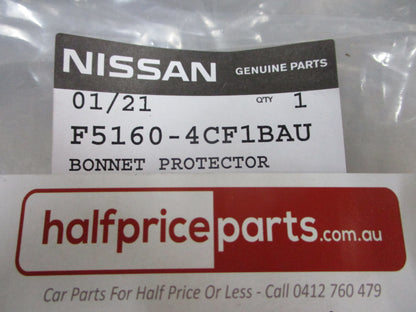 NISSAN GENUINE PARTS
01/21 QTY 1
F5160-4CF1BAU
BONNET PROTECTOR
halfpriceparts.com.au
Car Parts For Half Price Or Less - Call 0412 760 479